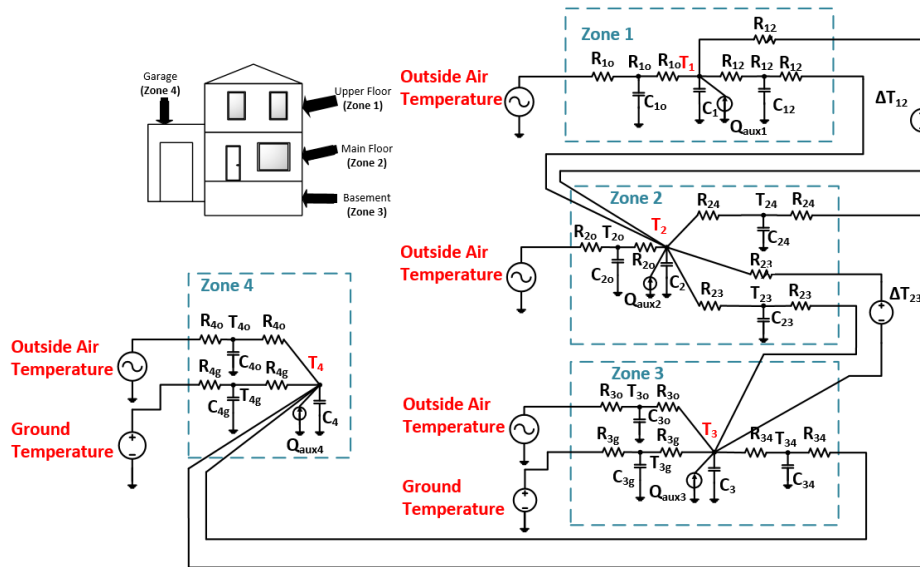 Garage
(Zone 4)
Upper Floor
(Zone 1)
Main Floor
(Zone 2)
Basement
(Zone 3)
Zone 1
R12
Outside Air
Temperature
R1o R1o R1o T1 R12 R12 R12
C1o C1 C12
Qaux1
ΔT12
Zone 2
R24 T24 R24
C24
Outside Air
Temperature
R2o T2o T2
R2o
C2o C2
Qaux2
R23
R23 T23 R23
C23
ΔT23
Zone 4
Outside Air
Temperature
R4o T4o R4o
C4o
T4
R4g R4g
C4g T4g
C4
Qaux4
Ground
Temperature
Zone 3
Outside Air
Temperature
R3o T3o R3o
C3o
R3g R3g T3
R34 T34 R34
C3g T3g
C3 C34
Qaux3
Ground
Temperature